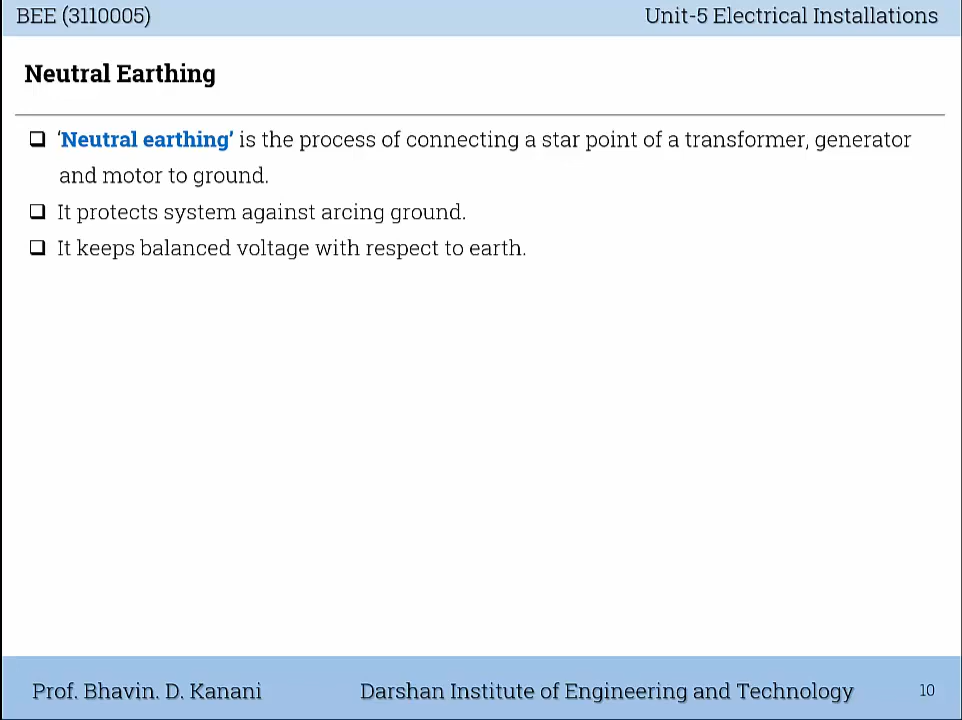 BEE (3110005) Unit-5 Electrical Installations
Neutral Earthing
‘Neutral earthing’ is the process of connecting a star point of a transformer, generator
and motor to ground.
It protects system against arcing ground.
It keeps balanced voltage with respect to earth.
Prof. Bhavin. D. Kanani Darshan Institute of Engineering and Technology 10